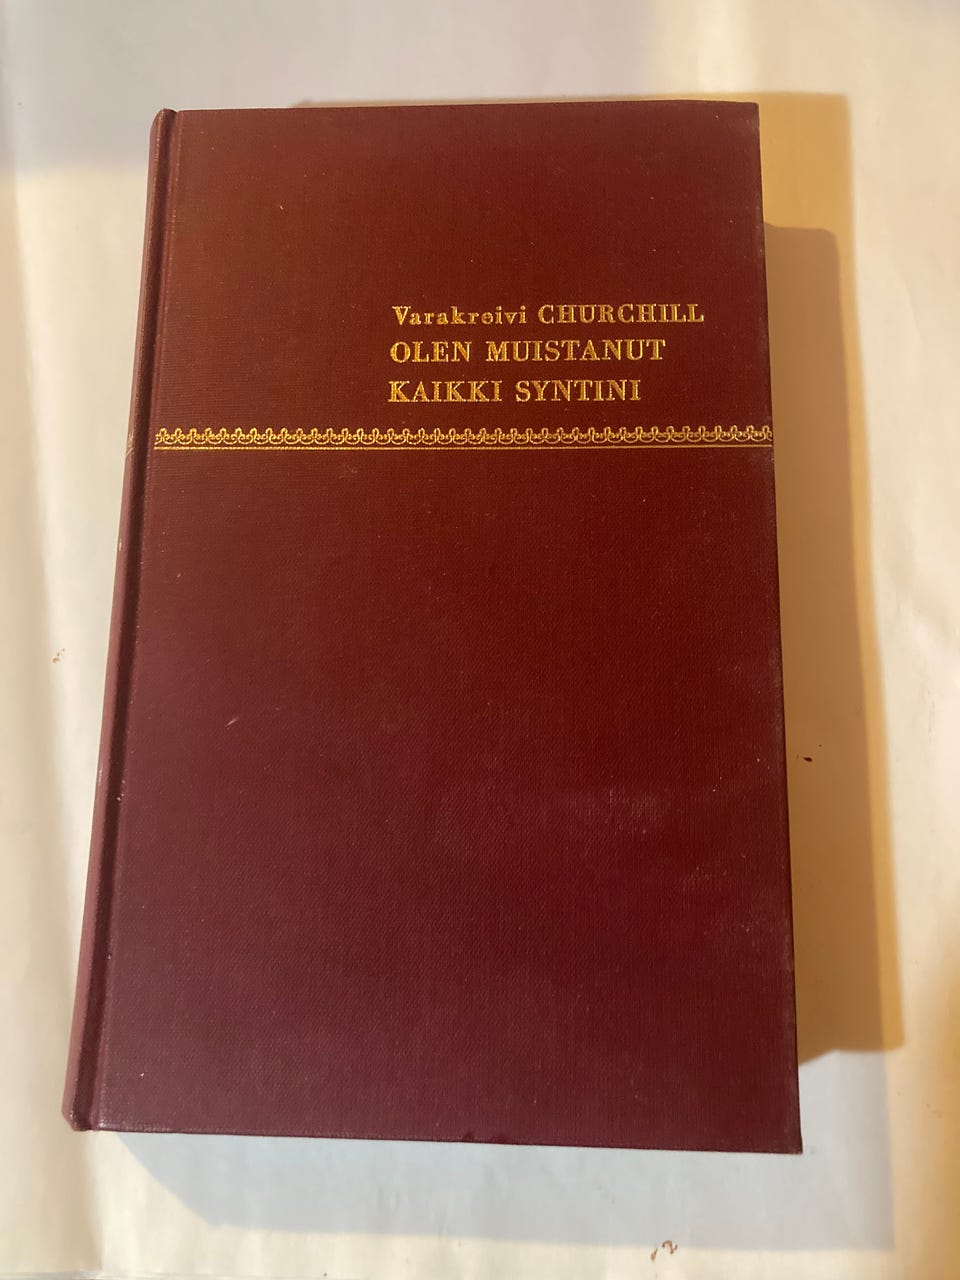 Varakreivi CHURCHILL
OLEN MUISTANUT
KAIKKI SYNTINI